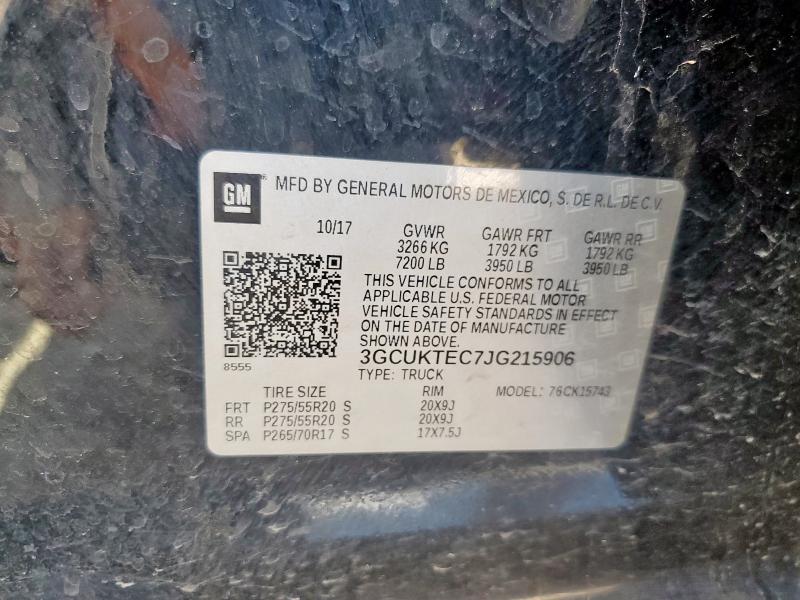 GM MFD BY GENERAL MOTORS DE MEXICO, S. DE R.L. DE C.V.
10/17 GVWR GAWR FRT GAWR RR
3266 KG 1792 KG 1792 KG
7200 LB 3950 LB 3950 LB
THIS VEHICLE CONFORMS TO ALL
APPLICABLE U.S. FEDERAL MOTOR
VEHICLE SAFETY STANDARDS IN EFFECT
ON THE DATE OF MANUFACTURE
SHOWN ABOVE.
8555 3GCUKTEC7JG215906
TYPE: TRUCK
TIRE SIZE RIM MODEL: 76CK15743
FRT P275/55R20 S 20X9J
RR P275/55R20 S 20X9J
SPA P265/70R17 S 17X7.5J